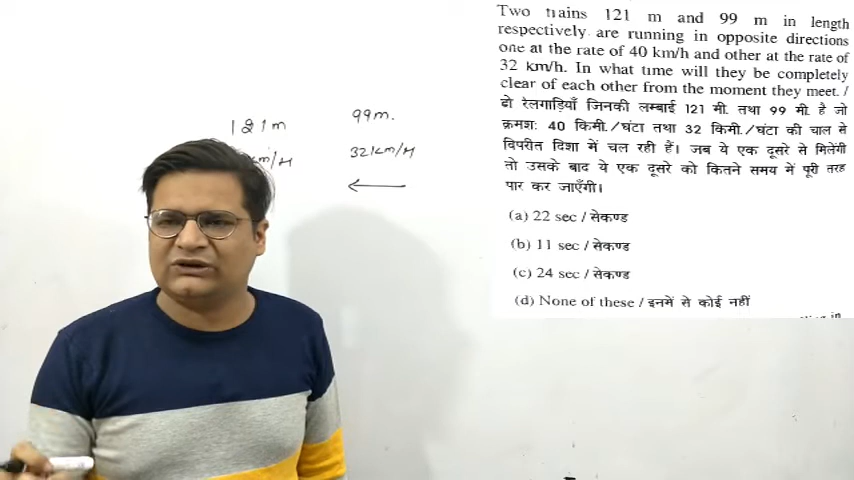 Two trains 121 m and 99 m in length
respectively are running in opposite directions
one at the rate of 40 km/h and other at the rate of
32 km/h. In what time will they be completely
clear of each other from the moment they meet. /
दो रेलगाड़ियाँ जिनकी लम्बाई 121 मी. तथा 99 मी. है जो
क्रमशः 40 किमी./घंटा तथा 32 किमी./घंटा की चाल से
विपरीत दिशा में चल रही हैं। जब ये एक दूसरे से मिलेंगी
तो उसके बाद ये एक दूसरे को कितने समय में पूरी तरह
पार कर जाएँगी।
(a) 22 sec / सेकण्ड
(b) 11 sec / सेकण्ड
(c) 24 sec / सेकण्ड
(d) None of these / इनमें से कोई नहीं
in
121m 99m.
km/H 32km/H